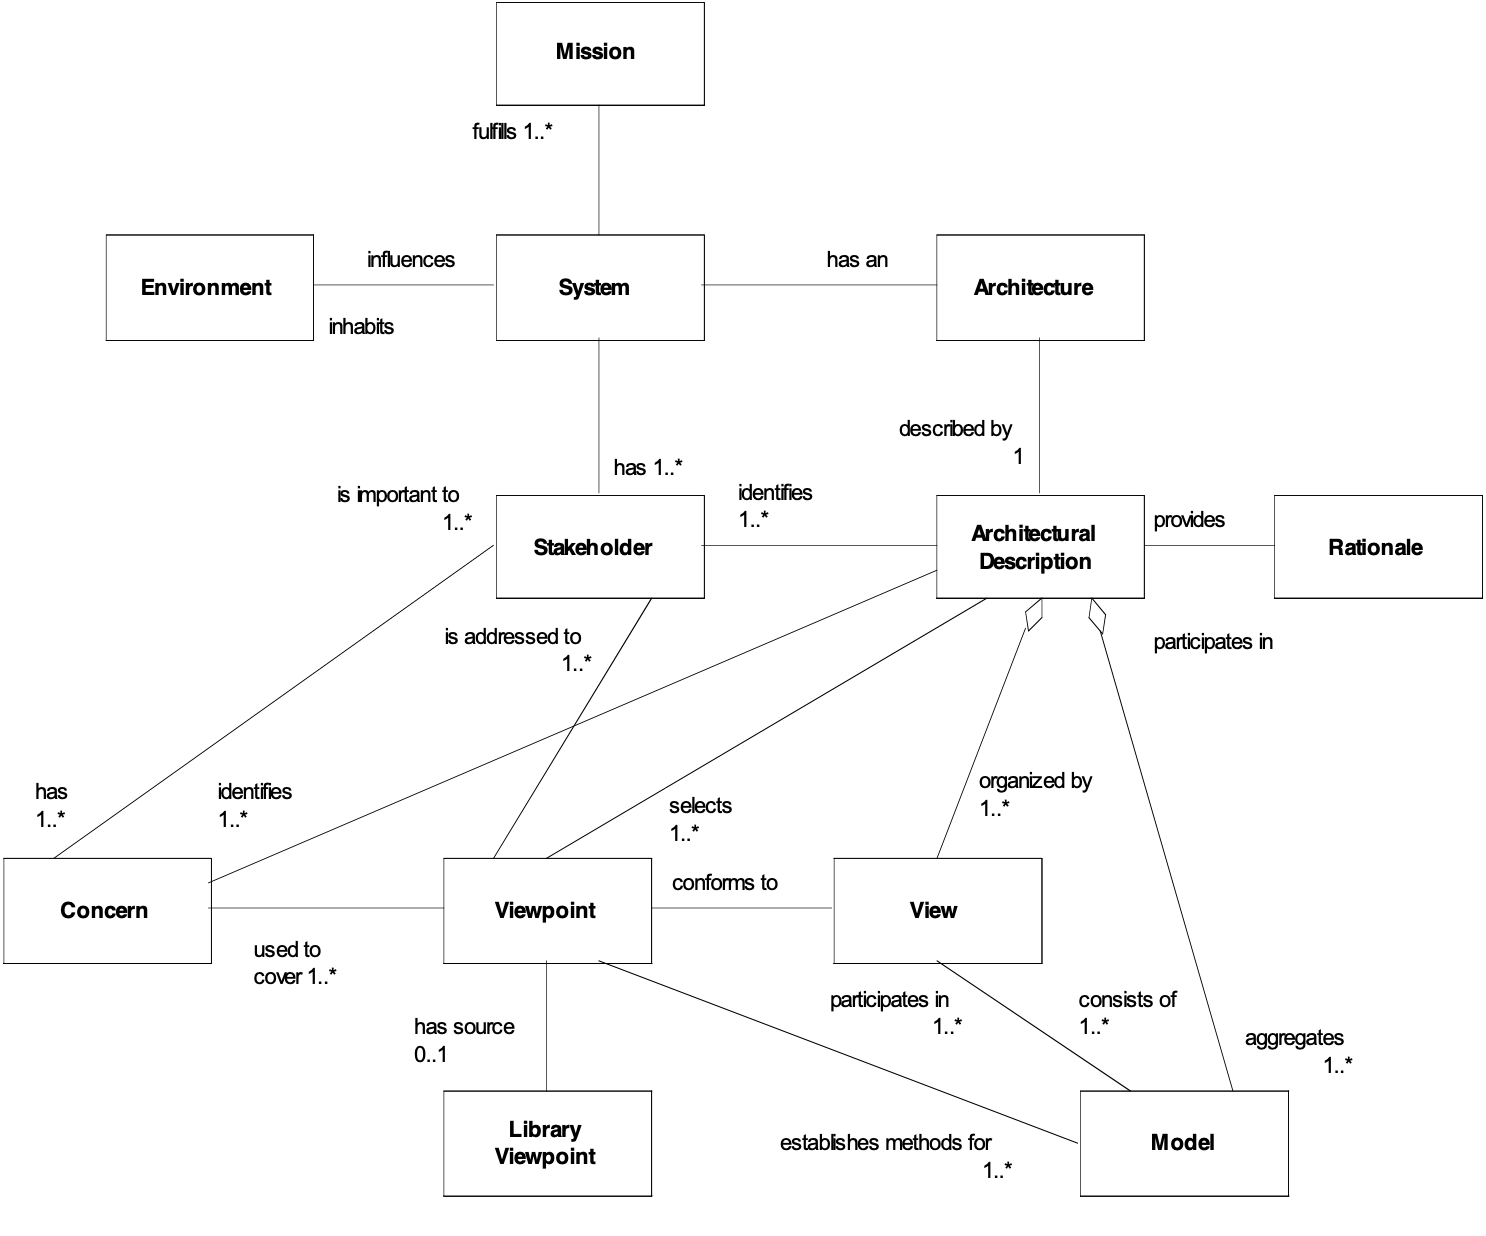 Mission
fulfills 1..*
Environment
influences
inhabits
System
has an
Architecture
described by
1
has 1..*
is important to
1..*
identifies
1..*
Stakeholder
Architectural
Description
provides
Rationale
is addressed to
1..*
participates in
has
1..*
identifies
1..*
selects
1..*
organized by
1..*
Concern
used to
cover 1..*
Viewpoint
conforms to
View
has source
0..1
participates in
1..*
consists of
1..*
aggregates
1..*
Library
Viewpoint
establishes methods for
1..*
Model